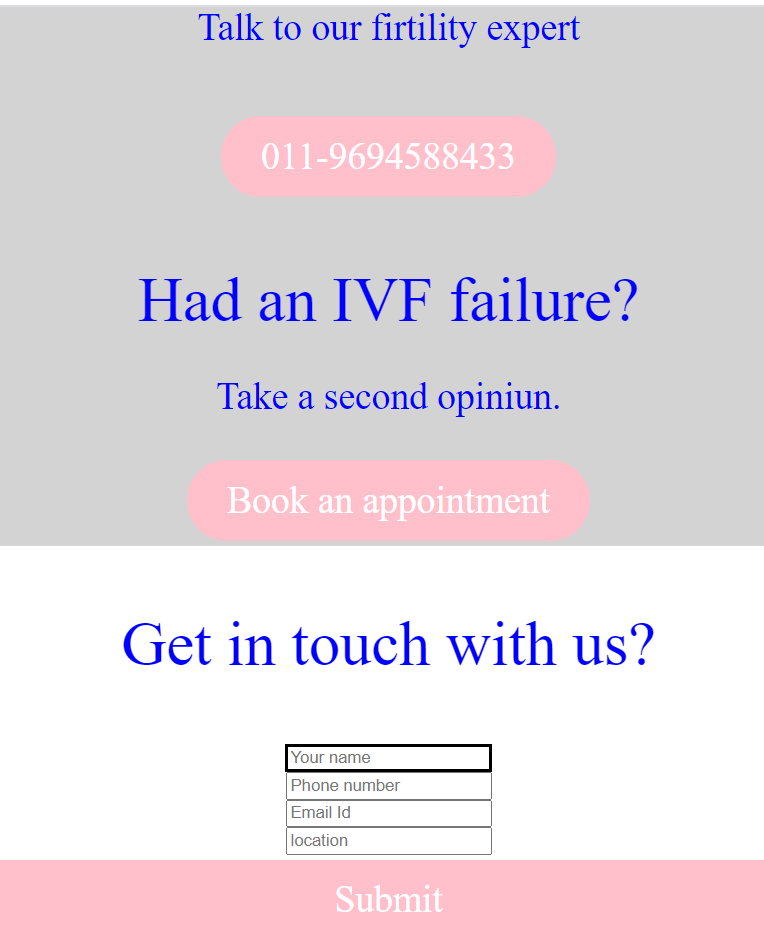 Talk to our firtility expert
011-9694588433
Had an IVF failure?
Take a second opiniun.
Book an appointment
Get in touch with us?
Your name
Phone number
Email Id
location
Submit